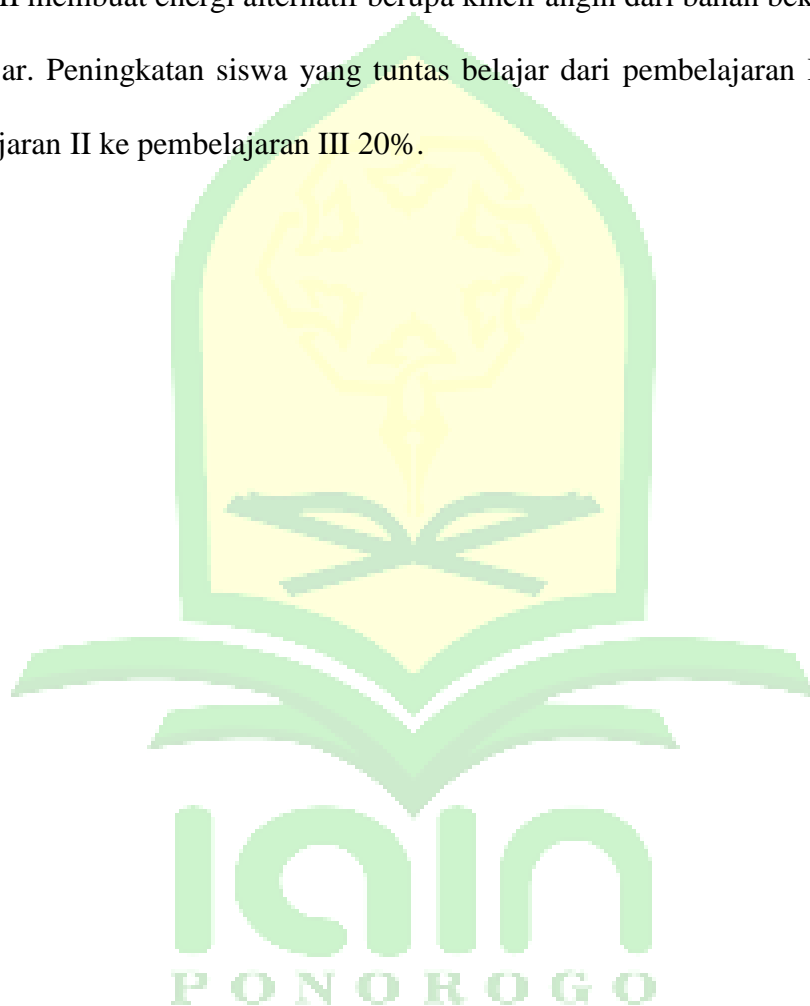 II membuat energi alternatif berupa kincir angin dari bahan
ar. Peningkatan siswa yang tuntas belajar dari pembelajaran
jaran II ke pembelajaran III 20%.
iain
PONOROGO